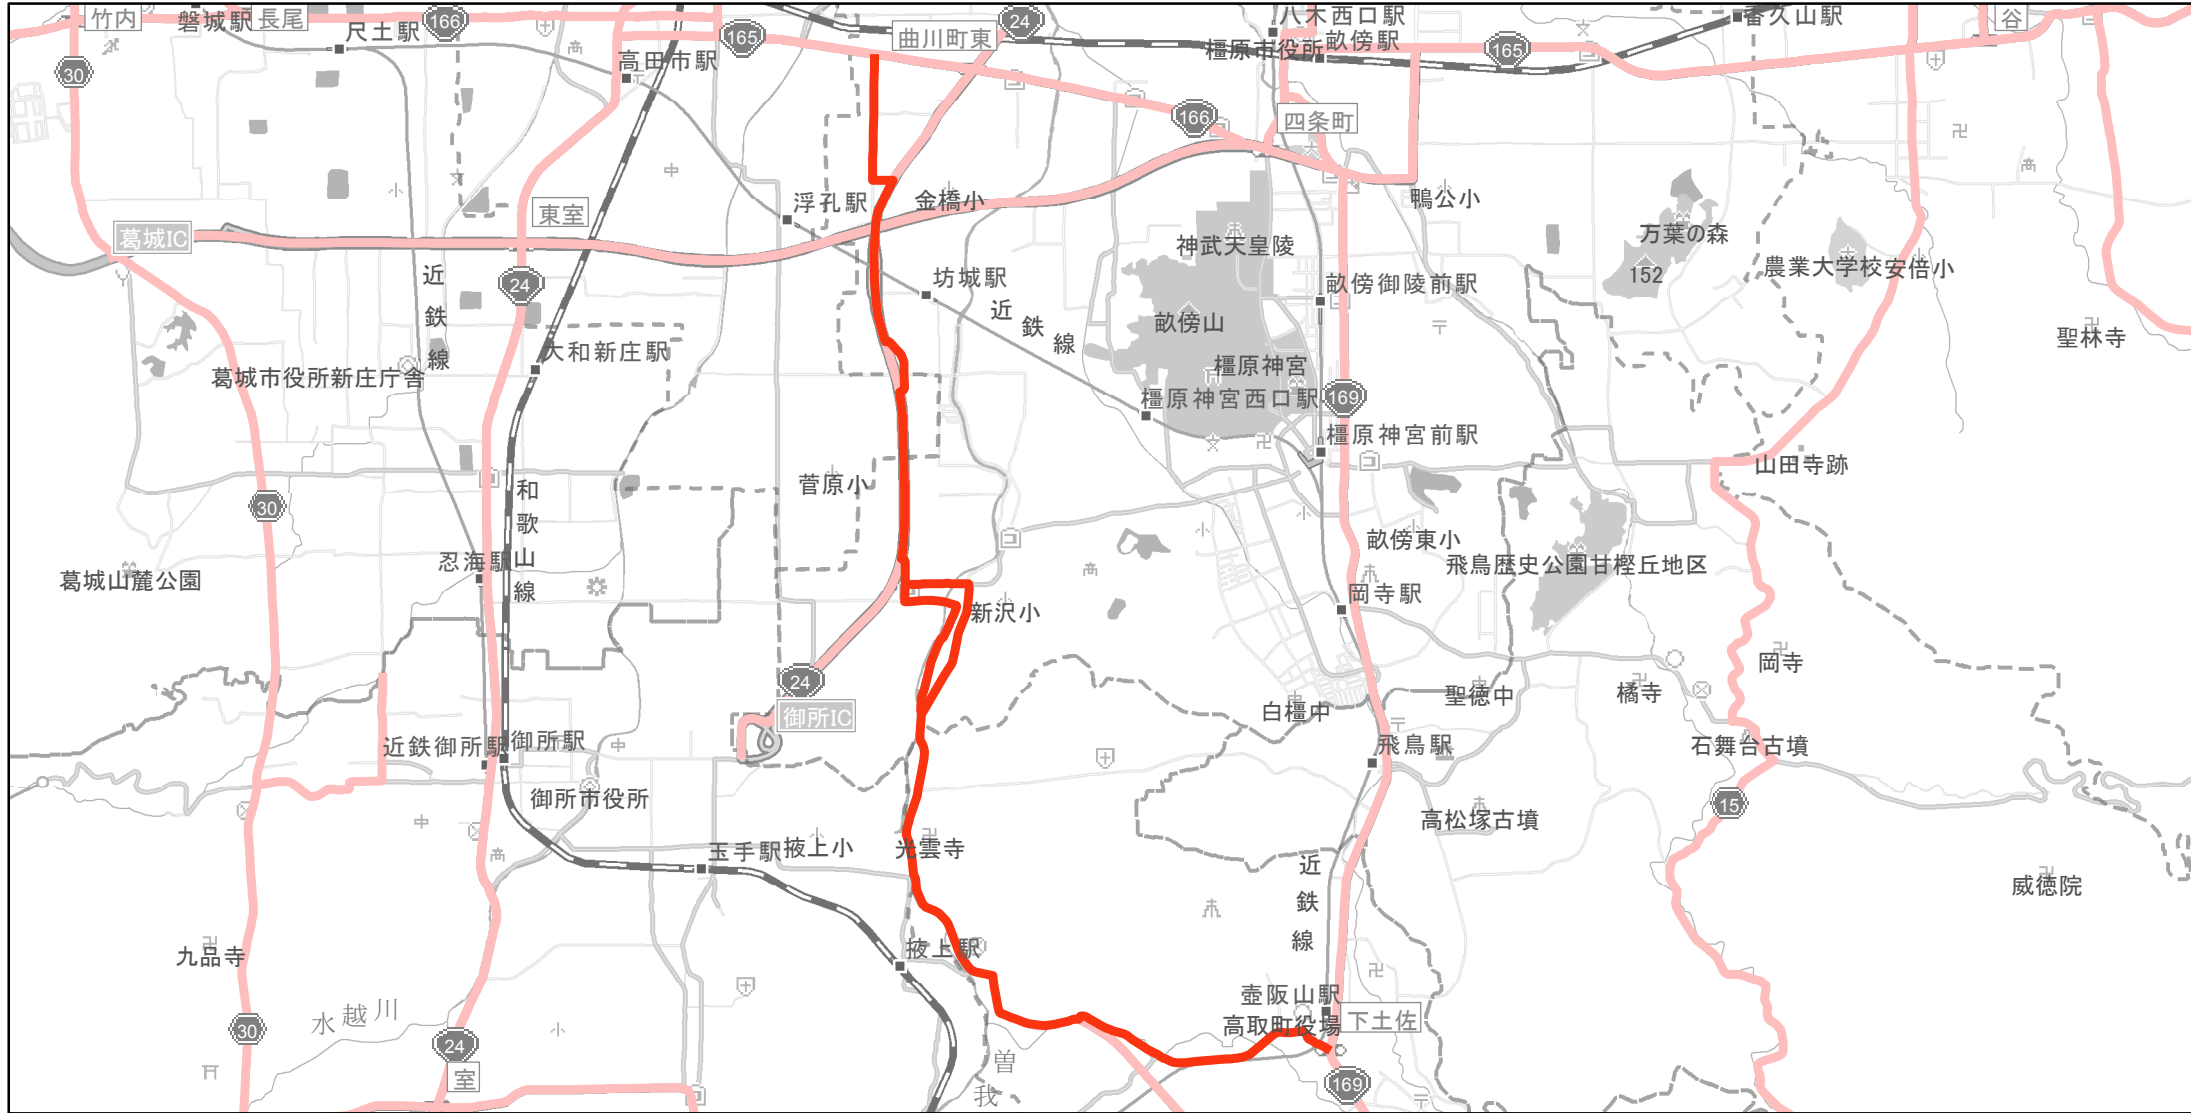 竹内
磐城駅
長尾
尺土駅
166
165
高田市駅
曲川町東
24
八木西口駅
橿原市役所
畝傍駅
165
香久山駅
谷
30
166
四条町
葛城IC
東室
浮孔駅
金橋小
鴨公小
神武天皇陵
万葉の森
152
農業大学校
安倍小
近鉄線
24
坊城駅
近鉄線
畝傍御陵前駅
畝傍山
聖林寺
大和新庄駅
葛城市役所新庄庁舎
橿原神宮
橿原神宮西口駅
169
橿原神宮前駅
山田寺跡
菅原小
30
和歌山線
忍海駅
葛城山麓公園
畝傍東小
飛鳥歴史公園甘樫丘地区
岡寺駅
新沢小
24
御所IC
白橿中
聖徳中
橘寺
岡寺
近鉄御所駅
御所駅
飛鳥駅
石舞台古墳
御所市役所
高松塚古墳
15
玉手駅
掖上小
光雲寺
近鉄線
威徳院
九品寺
掖上駅
壺阪山駅
高取町役場
下土佐
水越川
30
24
室
曽我
169